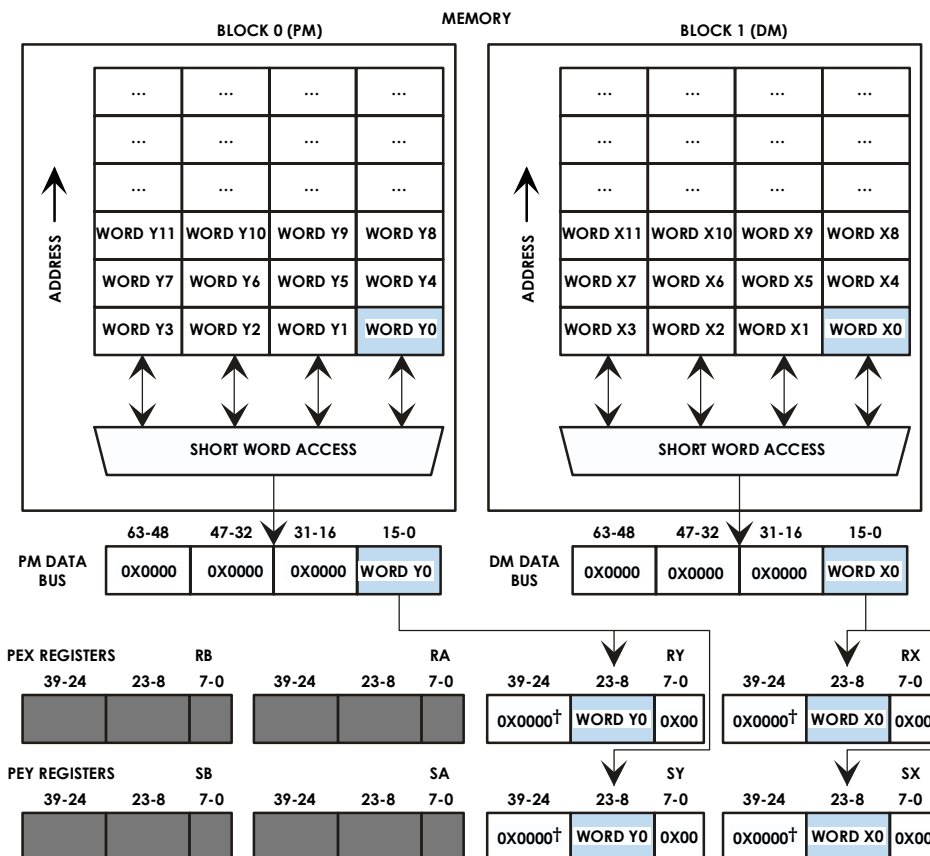 MEMORY
BLOCK 0 (PM) BLOCK 1 (DM)
... ... ... ... ... ... ... ...
... ... ... ... ... ... ... ...
... ... ... ... ... ... ... ...
WORD Y11 WORD Y10 WORD Y9 WORD Y8 WORD X11 WORD X10 WORD X9 WORD X8
ADDRESS ADDRESS
WORD Y7 WORD Y6 WORD Y5 WORD Y4 WORD X7 WORD X6 WORD X5 WORD X4
WORD Y3 WORD Y2 WORD Y1 WORD Y0 WORD X3 WORD X2 WORD X1 WORD X0
SHORT WORD ACCESS SHORT WORD ACCESS
63-48 47-32 31-16 15-0 63-48 47-32 31-16 15-0
PM DATA BUS 0X0000 0X0000 0X0000 WORD Y0 DM DATA BUS 0X0000 0X0000 0X0000 WORD X0
PEX REGISTERS RB RA RY RX
39-24 23-8 7-0 39-24 23-8 7-0 39-24 23-8 7-0 39-24 23-8 7-0
0X0000† WORD Y0 0X00 0X0000† WORD X0 0X00
PEY REGISTERS SB SA SY SX
39-24 23-8 7-0 39-24 23-8 7-0 39-24 23-8 7-0 39-24 23-8 7-0
0X0000† WORD Y0 0X00 0X0000† WORD X0 0X00